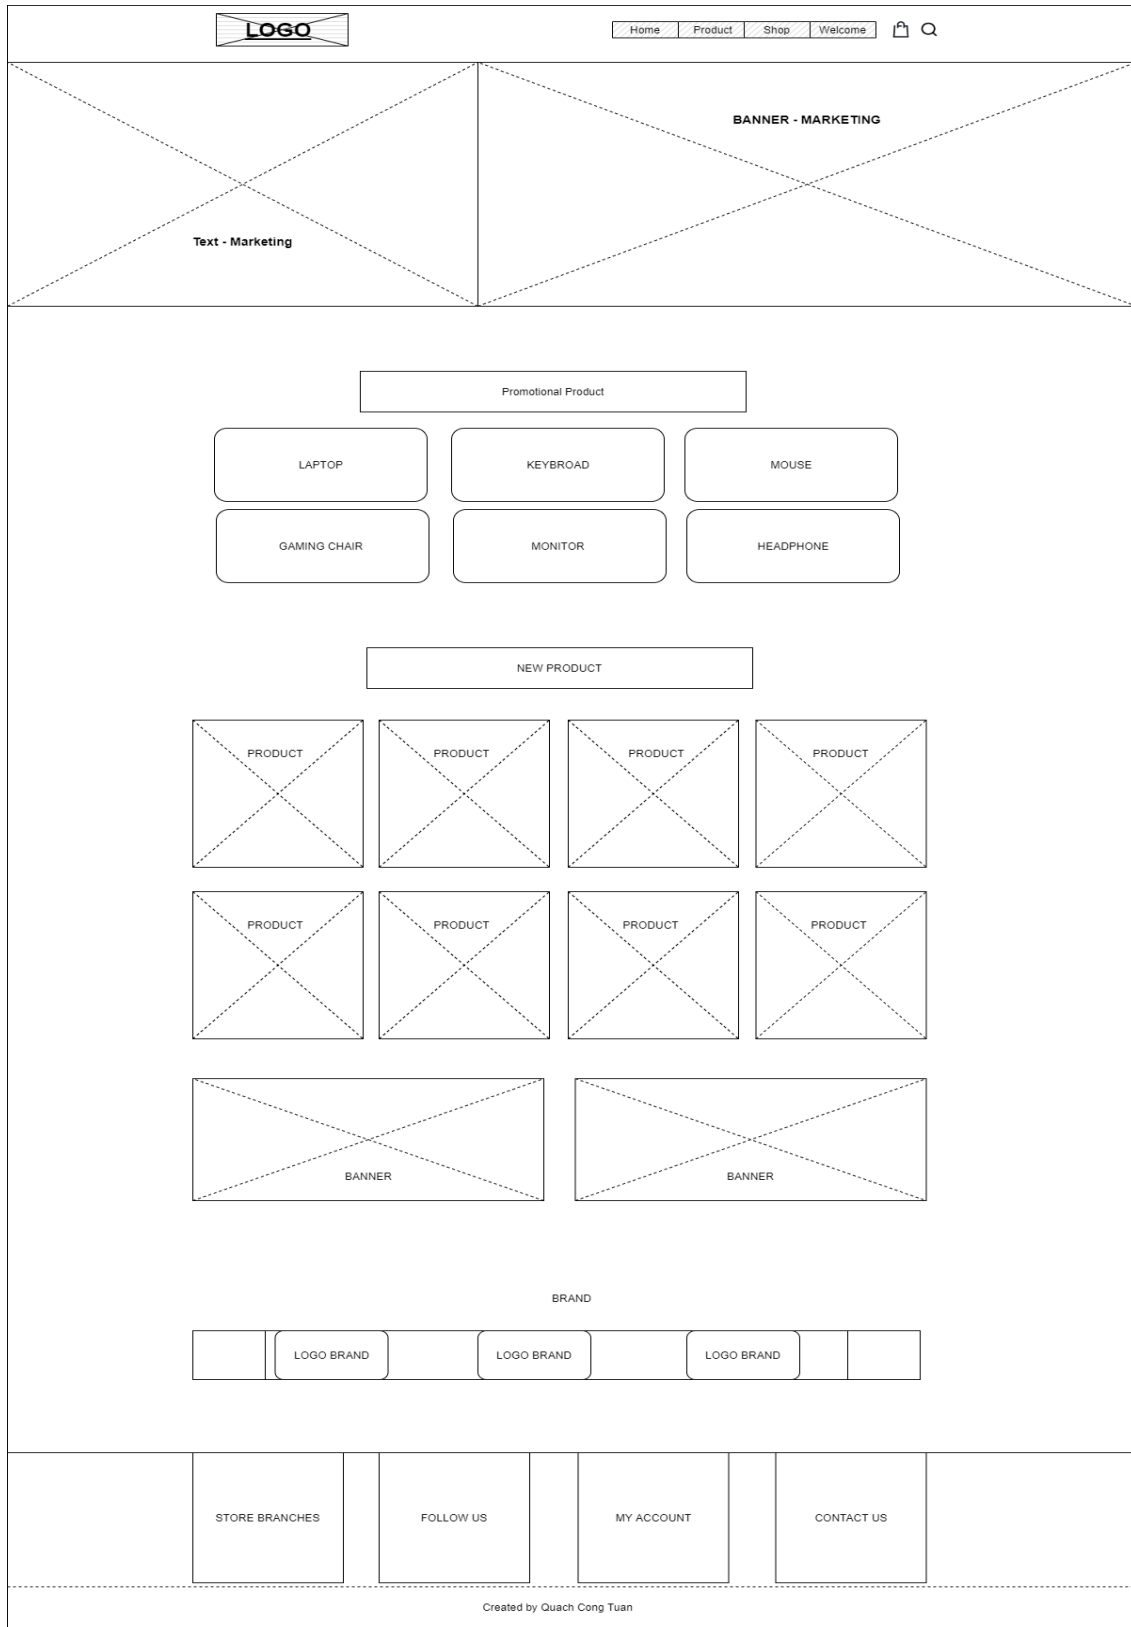 LOGO
Home Product Shop Welcome
BANNER - MARKETING
Text - Marketing
Promotional Product
LAPTOP KEYBROAD MOUSE
GAMING CHAIR MONITOR HEADPHONE
NEW PRODUCT
PRODUCT PRODUCT PRODUCT PRODUCT
PRODUCT PRODUCT PRODUCT PRODUCT
BANNER BANNER
BRAND
LOGO BRAND LOGO BRAND LOGO BRAND
STORE BRANCHES FOLLOW US MY ACCOUNT CONTACT US
Created by Quach Cong Tuan